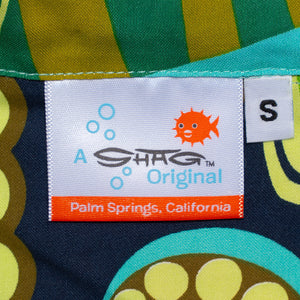 A SHAG™
Original
Palm Springs, California
S